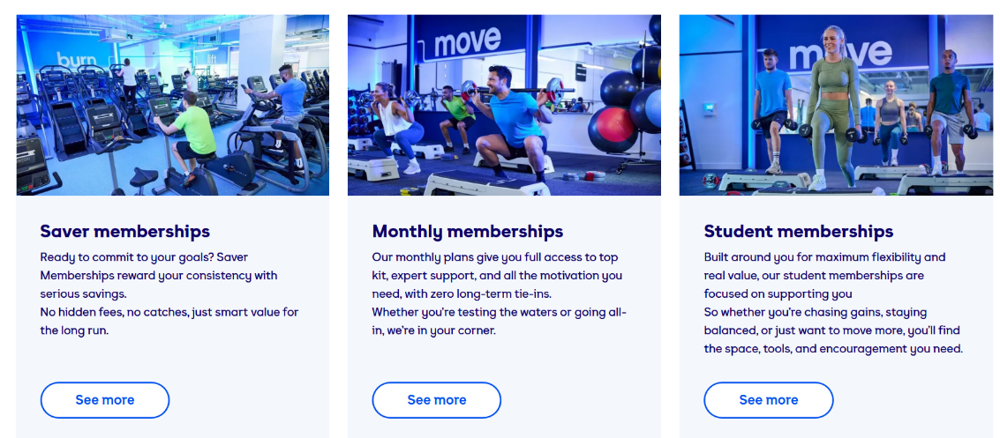 burn
lift
move
move
Saver memberships
Ready to commit to your goals? Saver
Memberships reward your consistency with
serious savings.
No hidden fees, no catches, just smart value for
the long run.
See more
Monthly memberships
Our monthly plans give you full access to top
kit, expert support, and all the motivation you
need, with zero long-term tie-ins.
Whether you're testing the waters or going all-
in, we're in your corner.
See more
Student memberships
Built around you for maximum flexibility and
real value, our student memberships are
focused on supporting you
So whether you're chasing gains, staying
balanced, or just want to move more, you'll find
the space, tools, and encouragement you need.
See more